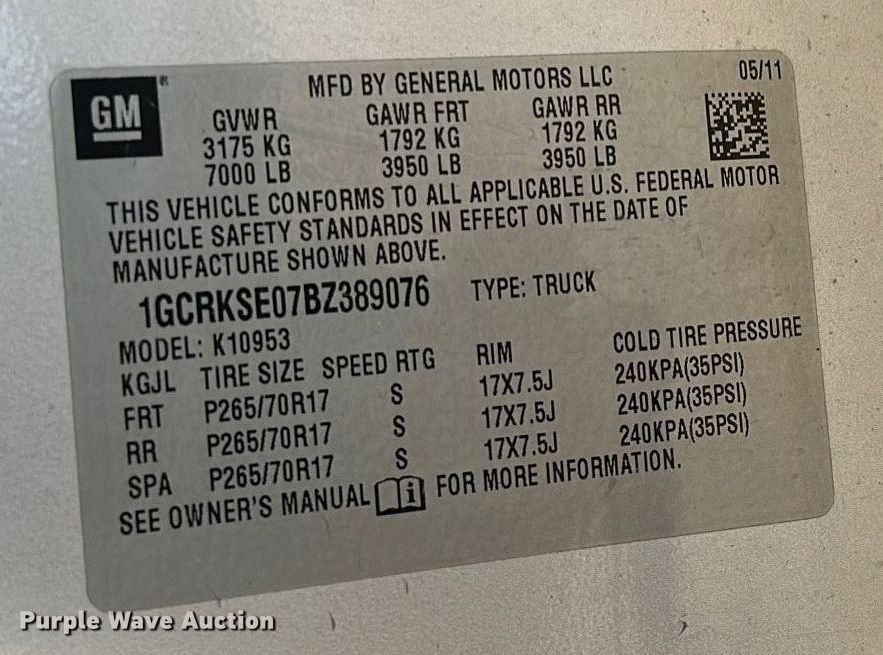 GM ®
MFD BY GENERAL MOTORS LLC 05/11
GVWR GAWR FRT GAWR RR
3175 KG 1792 KG 1792 KG
7000 LB 3950 LB 3950 LB
THIS VEHICLE CONFORMS TO ALL APPLICABLE U.S. FEDERAL MOTOR
VEHICLE SAFETY STANDARDS IN EFFECT ON THE DATE OF
MANUFACTURE SHOWN ABOVE.
1GCRKSE07BZ389076 TYPE: TRUCK
MODEL: K10953
KGJL TIRE SIZE SPEED RTG RIM COLD TIRE PRESSURE
FRT P265/70R17 S 17X7.5J 240KPA(35PSI)
RR P265/70R17 S 17X7.5J 240KPA(35PSI)
SPA P265/70R17 S 17X7.5J 240KPA(35PSI)
SEE OWNER'S MANUAL i FOR MORE INFORMATION.
Purple Wave Auction